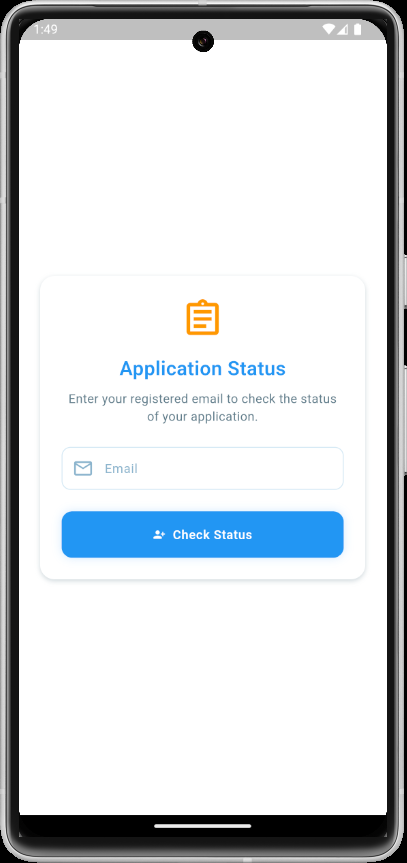 1:49
Application Status
Enter your registered email to check the status
of your application.
Email
Check Status